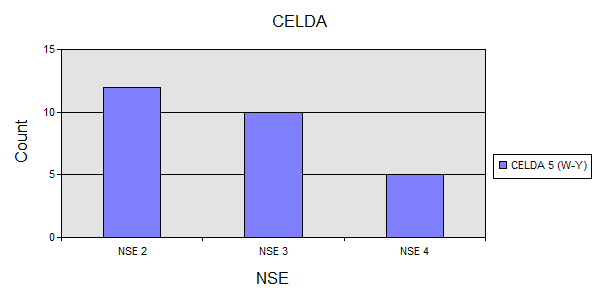 CELDA
15
10
5
0
Count
NSE 2
NSE 3
NSE 4
NSE
CELDA 5 (W-Y)